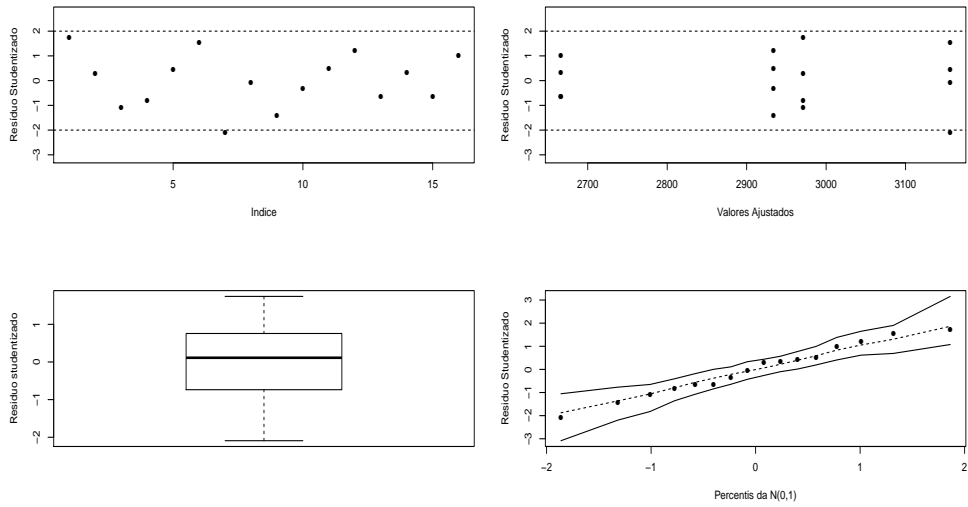 Resíduo Studentizado
−3 −2 −1 0 1 2
5 10 15
Indice
Resíduo Studentizado
−3 −2 −1 0 1 2
2700 2800 2900 3000 3100
Valores Ajustados
Resíduo studentizado
−2 −1 0 1
Resíduo Studentizado
−3 −2 −1 0 1 2 3
−2 −1 0 1 2
Percentis da N(0,1)